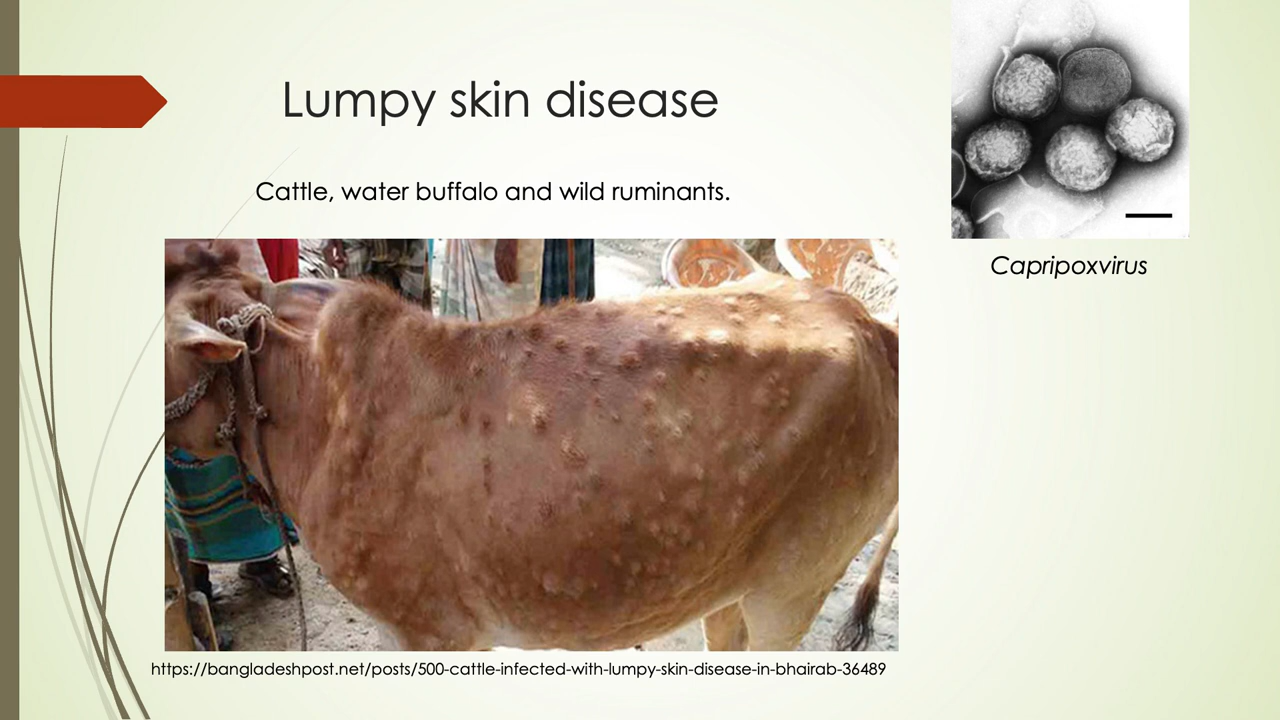 Lumpy skin disease
Cattle, water buffalo and wild ruminants.
Capripoxvirus
https://bangladeshpost.net/posts/500-cattle-infected-with-lumpy-skin-disease-in-bhairab-36489